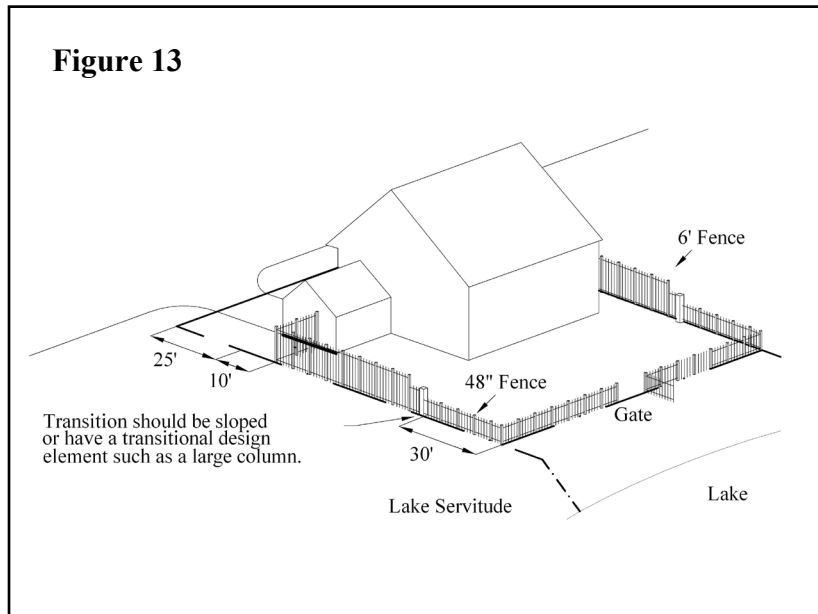 Figure 13
6' Fence
25'
10'
48" Fence
Gate
Transition should be sloped
or have a transitional design
element such as a large column.
30'
Lake Servitude
Lake